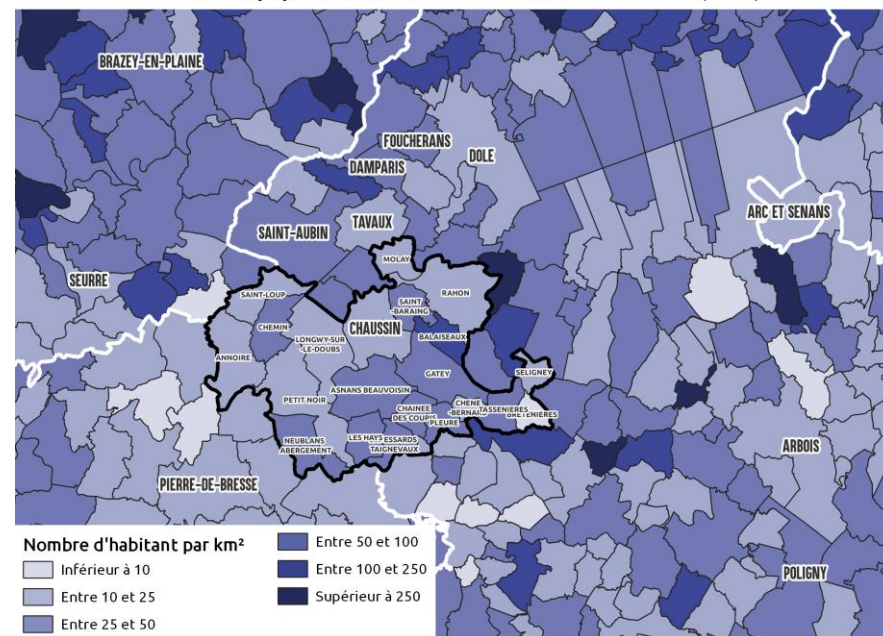 BRAZEY-EN-PLAINE
FOUCHERANS
DOLE
DAMPARIS
ARC ET SENANS
TAVAUX
SAINT-AUBIN
MOLAY
SEURRE
SAINT-LOUP
RAHON
SAINT
-BARAING
CHEMIN
CHAUSSIN
LONGWY-SUR
-LE-DOUBS
BALAISEAUX
ANNOIRE
GATEY
SELIGNEY
ASNANS BEAUVOISIN
PETIT NOIR
CHAINEE
DES COUPIS
CHENE
-BERNARD
TASSENIERES
BRETENIERES
PLEURE
NEUBLANS
ABERGEMENT
LES HAYS
ESSARDS
TAIGNEVAUX
ARBOIS
PIERRE-DE-BRESSE
POLIGNY
Nombre d'habitant par km²
Inférieur à 10
Entre 10 et 25
Entre 25 et 50
Entre 50 et 100
Entre 100 et 250
Supérieur à 250